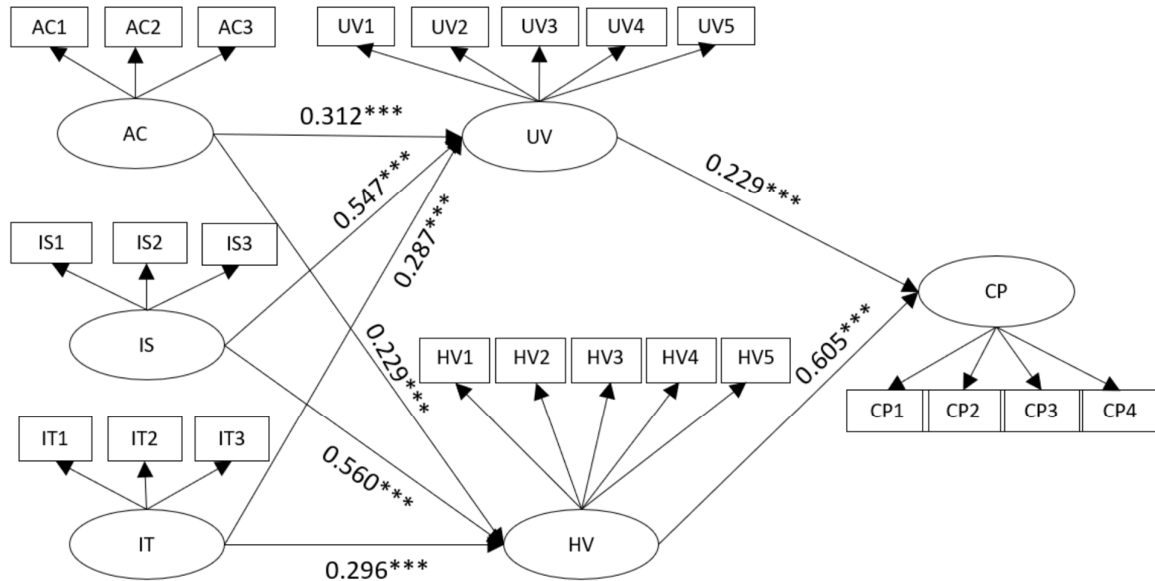 AC1 AC2 AC3 UV1 UV2 UV3 UV4 UV5
AC 0.312*** UV
0.547***
0.229***
0.287***
IS1 IS2 IS3
CP
IS
0.229***
HV1 HV2 HV3 HV4 HV5
0.605***
CP1 CP2 CP3 CP4
IT1 IT2 IT3
0.560***
IT HV
0.296***